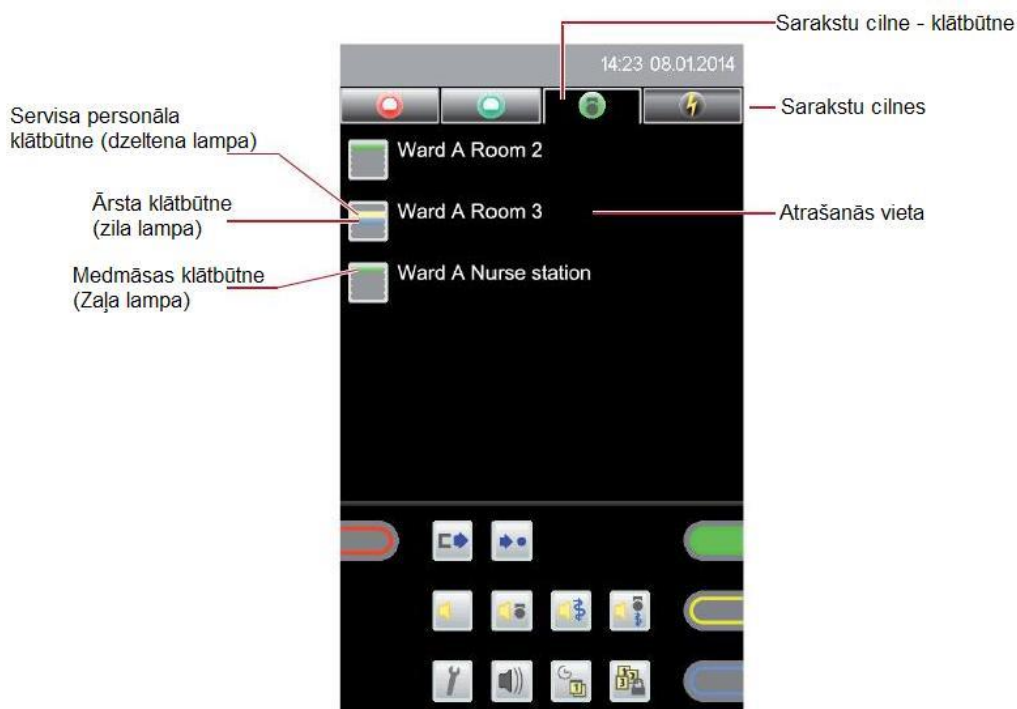 Sarakstu cilne - klātbūtne
14:23 08.01.2014
Sarakstu cilnes
Servisa personāla
klātbūtne (dzeltena lampa)
Ward A Room 2
Ārsta klātbūtne
(zila lampa)
Ward A Room 3
Atrašanās vieta
Medmāsas klātbūtne
(Zaļa lampa)
Ward A Nurse station